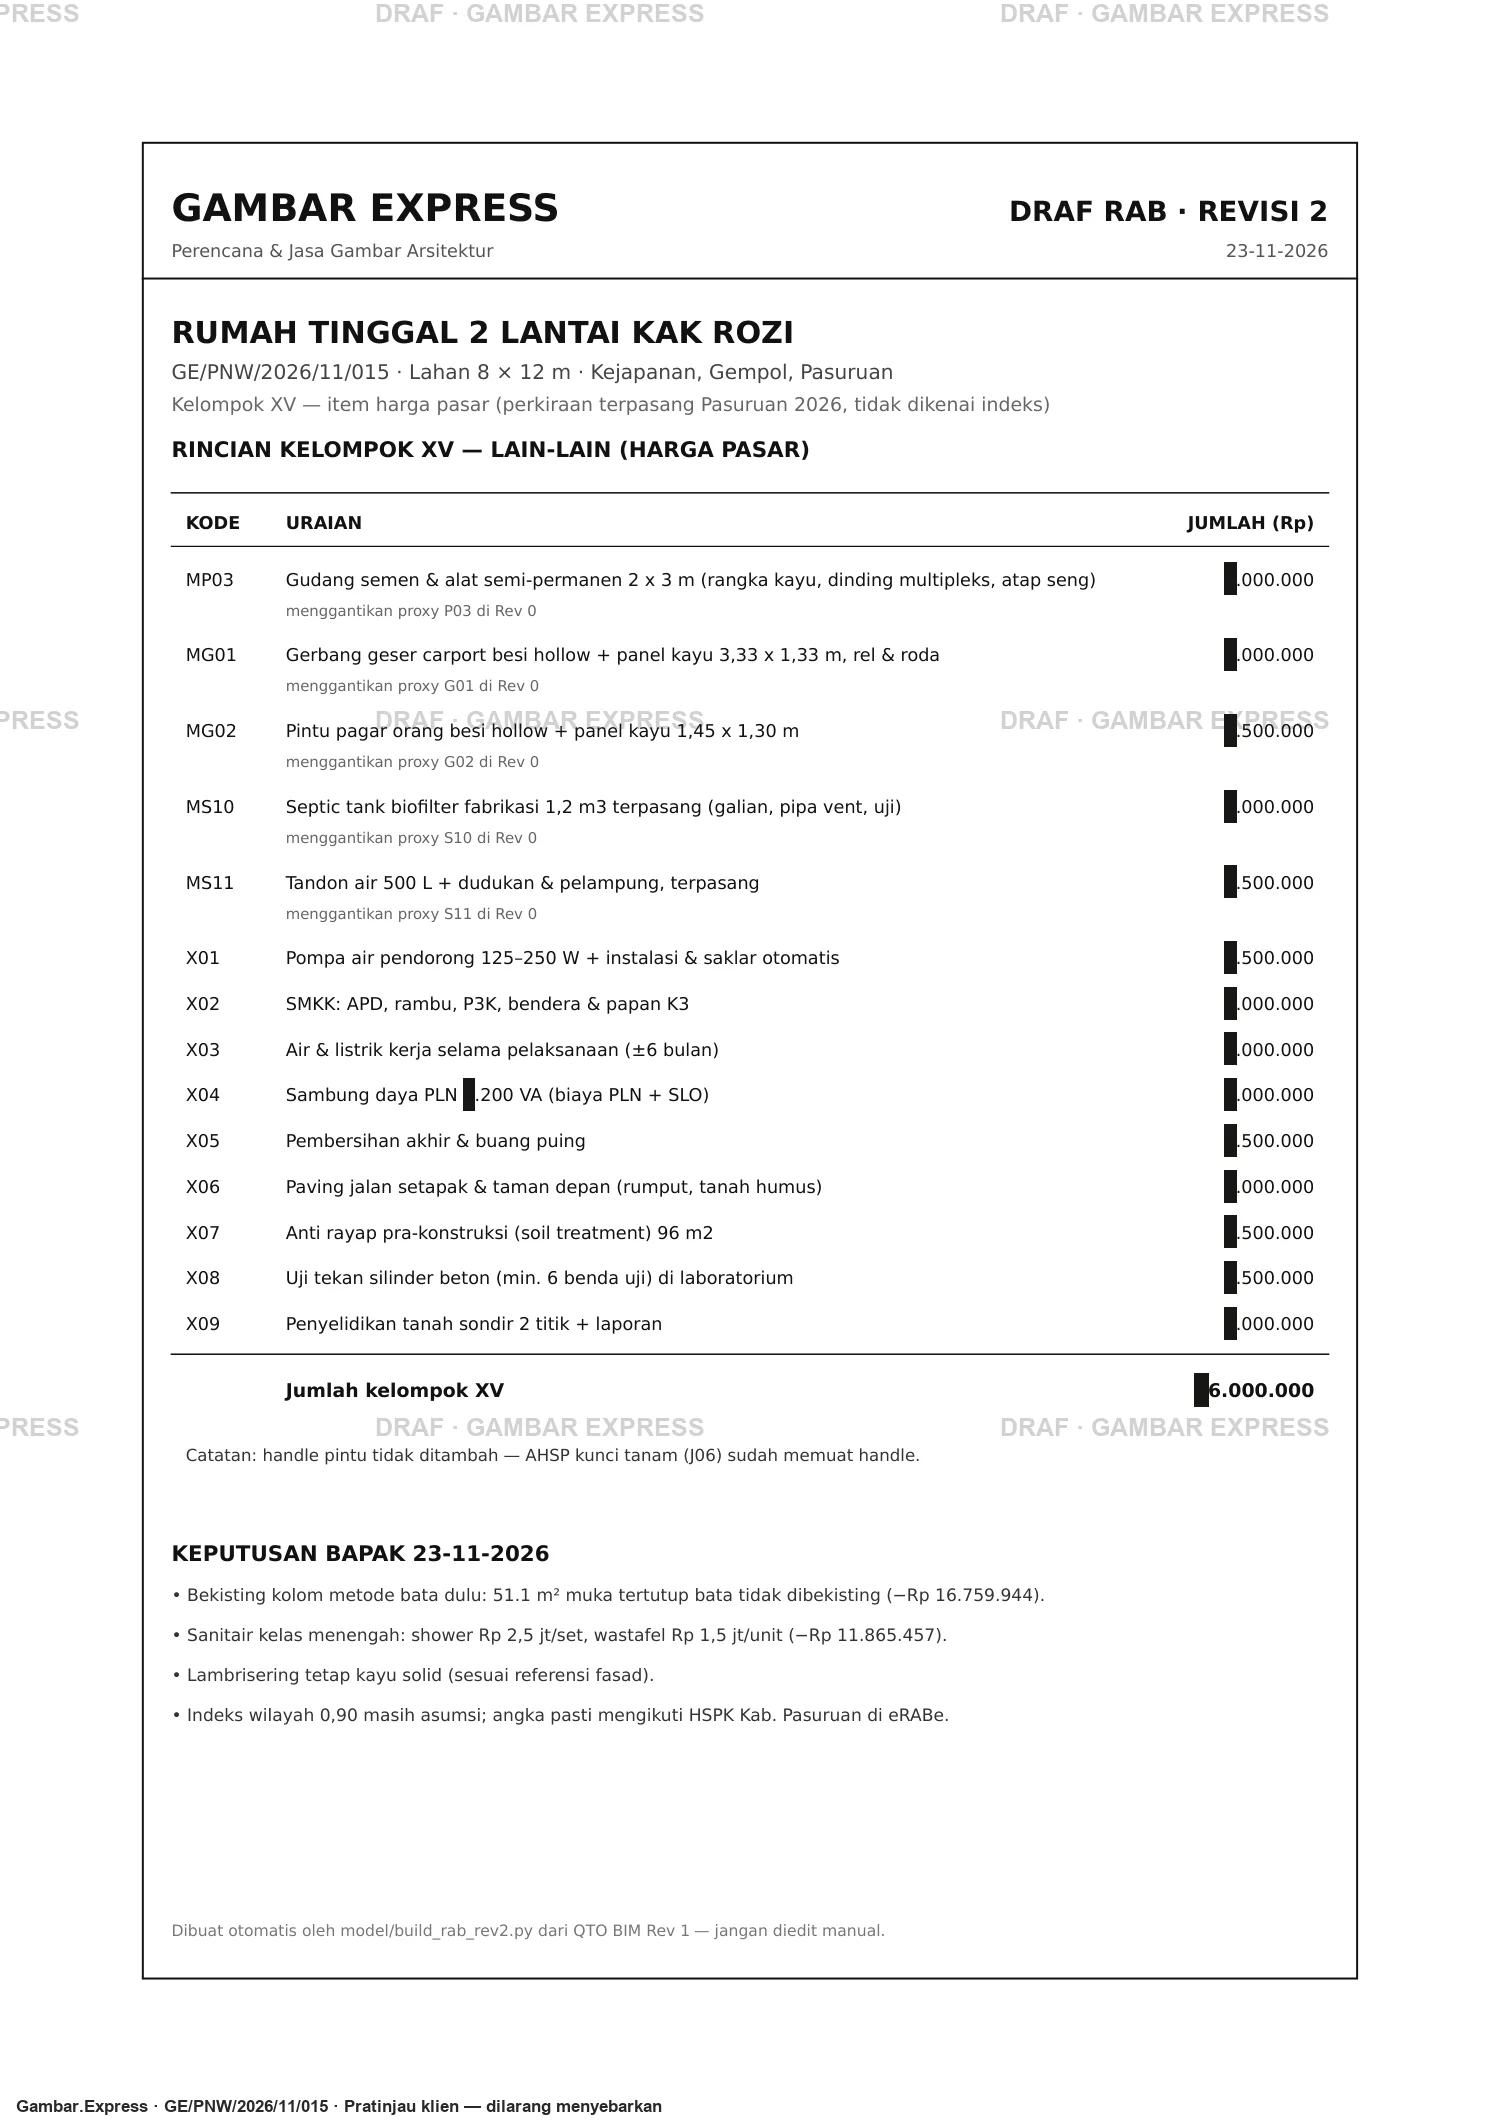 PRESS DRAF · GAMBAR EXPRESS DRAF · GAMBAR EXPRESS
GAMBAR EXPRESS
DRAF RAB · REVISI 2
Perencana & Jasa Gambar Arsitektur
23-11-2026
RUMAH TINGGAL 2 LANTAI KAK ROZI
GE/PNW/2026/11/015 · Lahan 8 × 12 m · Kejapanan, Gempol, Pasuruan
Kelompok XV — item harga pasar (perkiraan terpasang Pasuruan 2026, tidak dikenai indeks)
RINCIAN KELOMPOK XV — LAIN-LAIN (HARGA PASAR)
KODE URAIAN JUMLAH (Rp)
MP03 Gudang semen & alat semi-permanen 2 x 3 m (rangka kayu, dinding multipleks, atap seng) .000.000
menggantikan proxy P03 di Rev 0
MG01 Gerbang geser carport besi hollow + panel kayu 3,33 x 1,33 m, rel & roda .000.000
menggantikan proxy G01 di Rev 0
PRESS DRAF · GAMBAR EXPRESS DRAF · GAMBAR EXPRESS
MG02 Pintu pagar orang besi hollow + panel kayu 1,45 x 1,30 m .500.000
menggantikan proxy G02 di Rev 0
MS10 Septic tank biofilter fabrikasi 1,2 m3 terpasang (galian, pipa vent, uji) .000.000
menggantikan proxy S10 di Rev 0
MS11 Tandon air 500 L + dudukan & pelampung, terpasang .500.000
menggantikan proxy S11 di Rev 0
X01 Pompa air pendorong 125–250 W + instalasi & saklar otomatis .500.000
X02 SMKK: APD, rambu, P3K, bendera & papan K3 .000.000
X03 Air & listrik kerja selama pelaksanaan (±6 bulan) .000.000
X04 Sambung daya PLN .200 VA (biaya PLN + SLO) .000.000
X05 Pembersihan akhir & buang puing .500.000
X06 Paving jalan setapak & taman depan (rumput, tanah humus) .000.000
X07 Anti rayap pra-konstruksi (soil treatment) 96 m2 .500.000
X08 Uji tekan silinder beton (min. 6 benda uji) di laboratorium .500.000
X09 Penyelidikan tanah sondir 2 titik + laporan .000.000
Jumlah kelompok XV 6.000.000
PRESS DRAF · GAMBAR EXPRESS DRAF · GAMBAR EXPRESS
Catatan: handle pintu tidak ditambah — AHSP kunci tanam (J06) sudah memuat handle.
KEPUTUSAN BAPAK 23-11-2026
• Bekisting kolom metode bata dulu: 51.1 m² muka tertutup bata tidak dibekisting (−Rp 16.759.944).
• Sanitair kelas menengah: shower Rp 2,5 jt/set, wastafel Rp 1,5 jt/unit (−Rp 11.865.457).
• Lambrisering tetap kayu solid (sesuai referensi fasad).
• Indeks wilayah 0,90 masih asumsi; angka pasti mengikuti HSPK Kab. Pasuruan di eRABe.
Dibuat otomatis oleh model/build_rab_rev2.py dari QTO BIM Rev 1 — jangan diedit manual.
Gambar.Express · GE/PNW/2026/11/015 · Pratinjau klien — dilarang menyebarkan